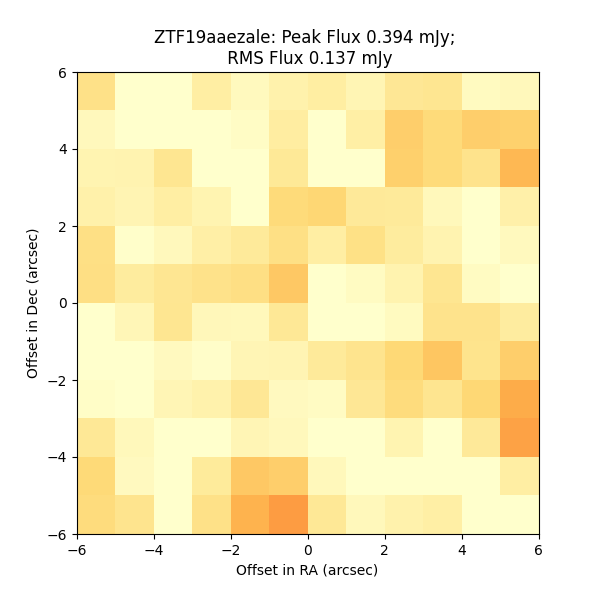 ZTF19aaezale: Peak Flux 0.394 mJy;
RMS Flux 0.137 mJy
6
4
2
0
−2
−4
−6
Offset in Dec (arcsec)
−6 −4 −2 0 2 4 6
Offset in RA (arcsec)